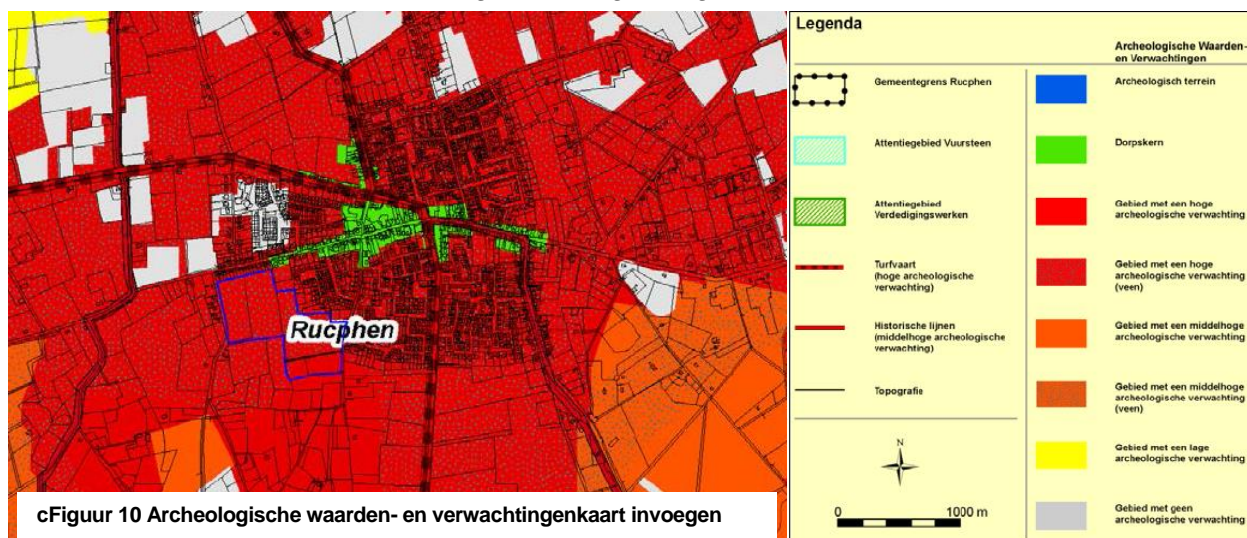 Rucphen
cFiguur 10 Archeologische waarden- en verwachtingenkaart invoegen
Legenda
Gemeentegrens Rucphen
Attentiegebied Vuursteen
Attentiegebied
Verdedigingswerken
Turfvaart
(hoge archeologische
verwachting)
Historische lijnen
(middelhoge archeologische
verwachting)
Topografie
N
0 1000 m
Archeologische Waarden-
en Verwachtingen
Archeologisch terrein
Dorpskern
Gebied met een hoge
archeologische verwachting
Gebied met een hoge
archeologische verwachting
(veen)
Gebied met een middelhoge
archeologische verwachting
Gebied met een middelhoge
archeologische verwachting
(veen)
Gebied met een lage
archeologische verwachting
Gebied met geen
archeologische verwachting